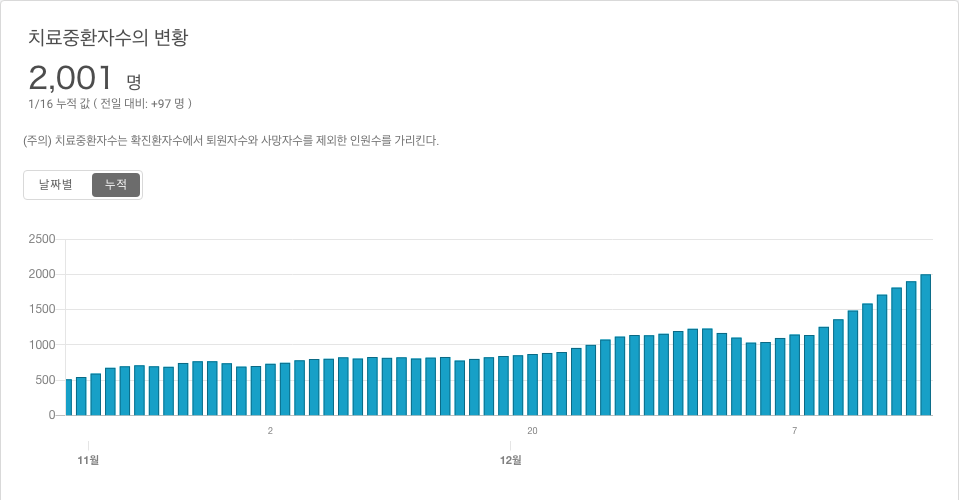 치료중환자수의 변황
2,001 명
1/16 누적 값 ( 전일 대비: +97 명 )
(주의) 치료중환자수는 확진환자수에서 퇴원자수와 사망자수를 제외한 인원수를 가리킨다.
날짜별 누적
2500
2000
1500
1000
500
0
2 20 7
11월 12월